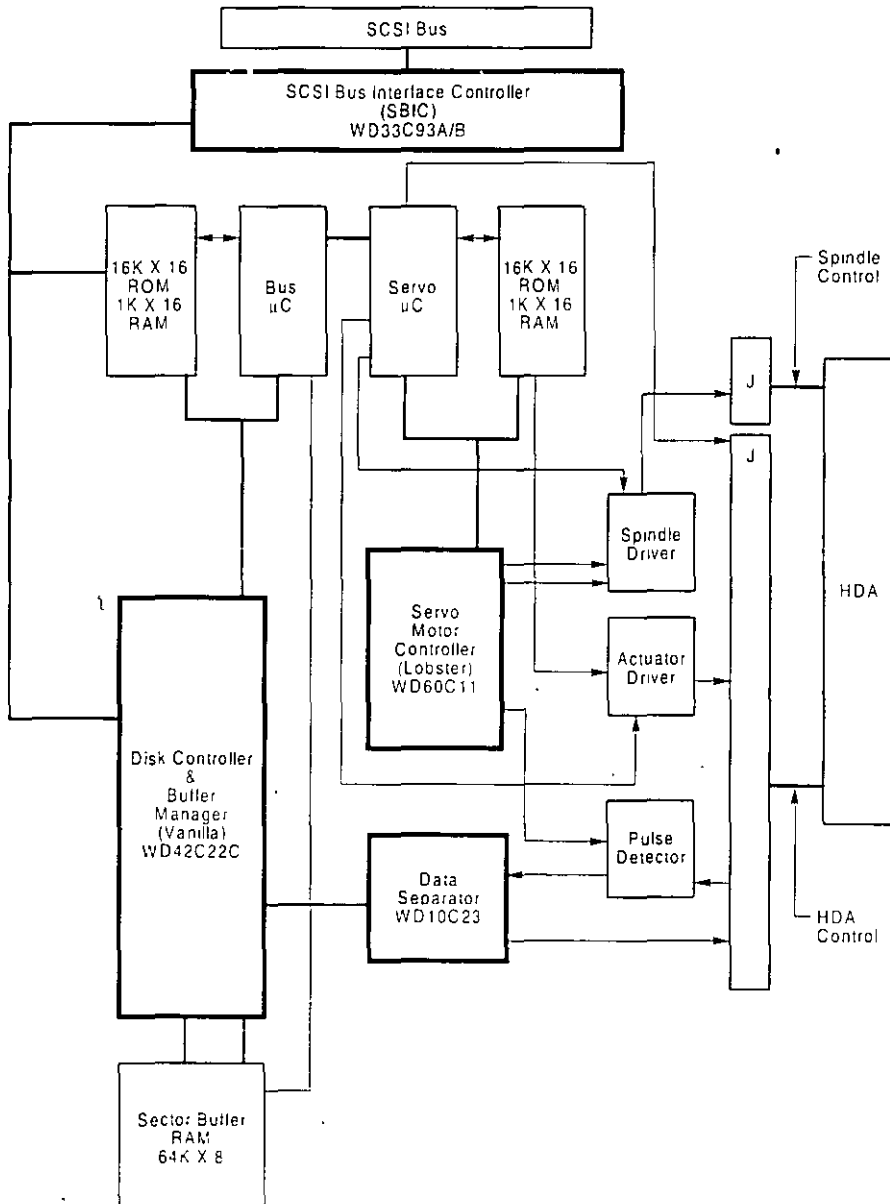 SCSI Bus
SCSI Bus Interface Controller
(SBIC)
WD33C93A/B
16K X 16
ROM
1K X 16
RAM
Bus
µC
Servo
µC
16K X 16
ROM
1K X 16
RAM
Spindle
Control
J
J
HDA
Spindle
Driver
Servo
Motor
Controller
(Lobster)
WD60C11
Actuator
Driver
Disk Controller
&
Buffer
Manager
(Vanilla)
WD42C22C
Pulse
Detector
Data
Separator
WD10C23
HDA
Control
Sector Buffer
RAM
64K X 8